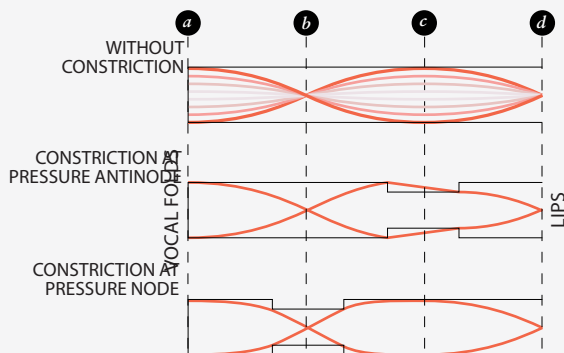 a b c d
WITHOUT
CONSTRICTION
CONSTRICTION AT
PRESSURE ANTINODE
VOCAL FOLDS
LIPS
CONSTRICTION AT
PRESSURE NODE